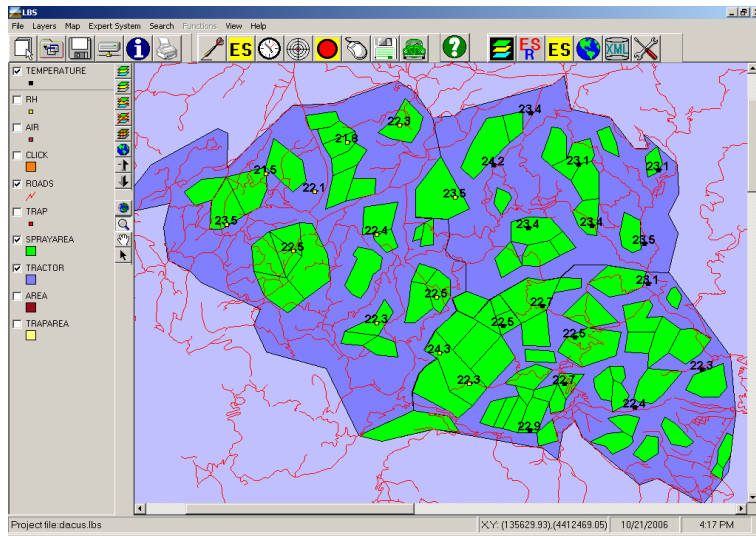 LBS
File Layers Map Expert System Search Functions View Help
ES ES R ES XML
TEMPERATURE
RH
AIR
CLICK
ROADS
TRAP
SPRAYAREA
TRACTOR
AREA
TRAPAREA
23.4
22.3
21.8
24.2
23.1
23.1
21.5
22.1
23.5
23.5
23.4
23.4
22.4
23.5
22.5
23.1
22.5
22.7
22.3
22.5
22.5
24.3
22.3
22.3
22.7
22.4
22.9
Project file:dacus.lbs
X,Y: (135629.93),(4412469.05) 10/21/2006 4:17 PM